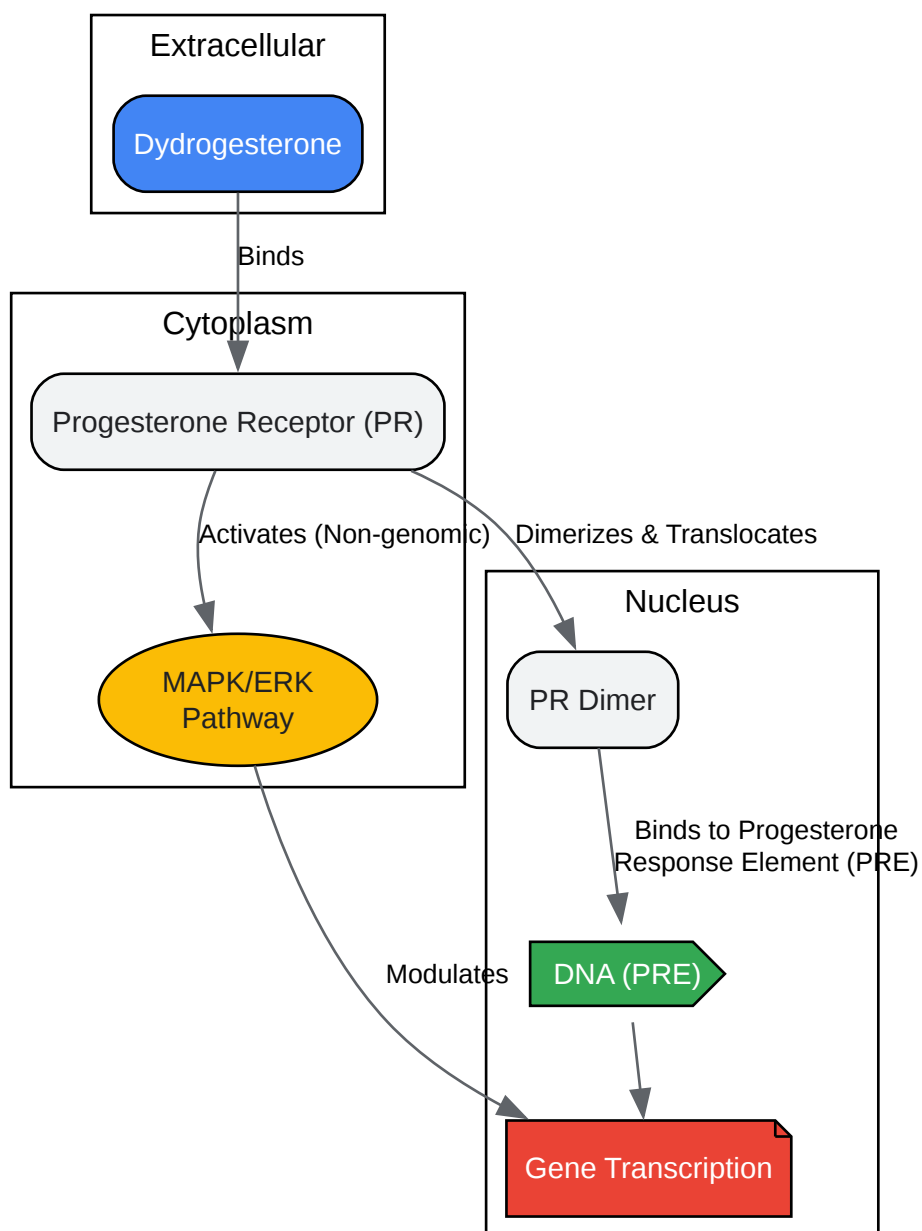 Extracellular
Dydrogesterone
Binds
Cytoplasm
Progesterone Receptor (PR)
Activates (Non-genomic)
Dimerizes & Translocates
Nucleus
MAPK/ERK
Pathway
PR Dimer
Binds to Progesterone
Response Element (PRE)
Modulates
DNA (PRE)
Gene Transcription